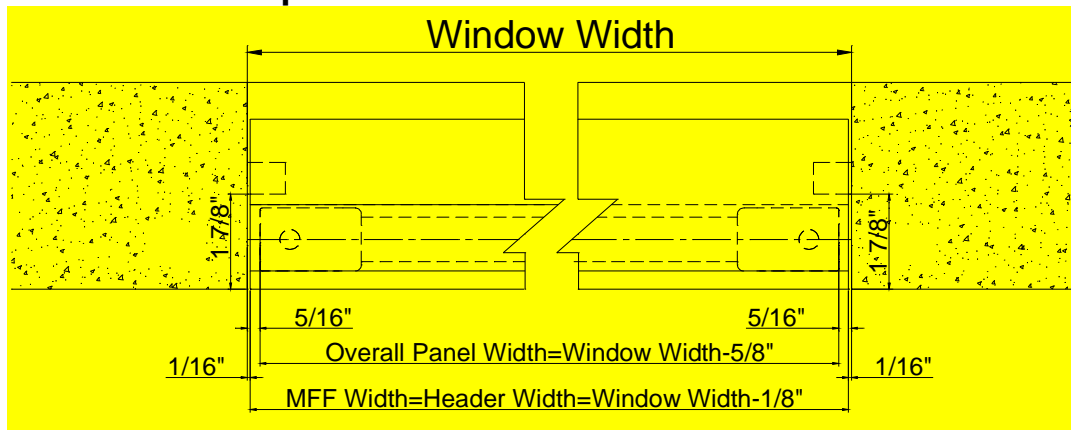 Window Width
1 7/8"
1 7/8"
5/16"
5/16"
Overall Panel Width=Window Width-5/8"
1/16"
1/16"
MFF Width=Header Width=Window Width-1/8"